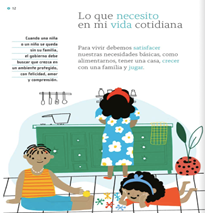 12
Lo que necesito
en mi vida cotidiana
Cuando una niña
o un niño se queda
sin su familia,
el gobierno debe
buscar que crezca en
un ambiente protegido,
con felicidad, amor
y comprensión.
Para vivir debemos satisfacer
nuestras necesidades básicas, como
alimentarnos, tener una casa, crecer
con una familia y jugar.